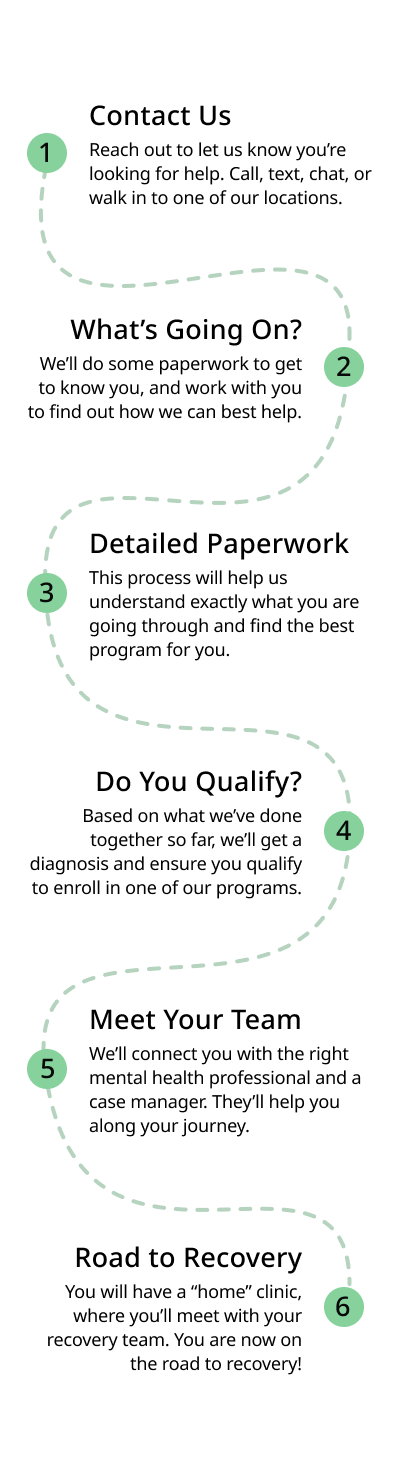 Contact Us
1
Reach out to let us know you’re
looking for help. Call, text, chat, or
walk in to one of our locations.
What’s Going On?
2
We’ll do some paperwork to get
to know you, and work with you
to find out how we can best help.
Detailed Paperwork
3
This process will help us
understand exactly what you are
going through and find the best
program for you.
Do You Qualify?
4
Based on what we’ve done
together so far, we’ll get a
diagnosis and ensure you qualify
to enroll in one of our programs.
Meet Your Team
5
We’ll connect you with the right
mental health professional and a
case manager. They’ll help you
along your journey.
Road to Recovery
6
You will have a “home” clinic,
where you’ll meet with your
recovery team. You are now on
the road to recovery!